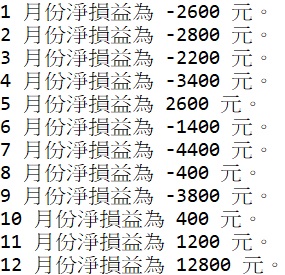 1 月份淨損益為 -2600 元。
2 月份淨損益為 -2800 元。
3 月份淨損益為 -2200 元。
4 月份淨損益為 -3400 元。
5 月份淨損益為 2600 元。
6 月份淨損益為 -1400 元。
7 月份淨損益為 -4400 元。
8 月份淨損益為 -400 元。
9 月份淨損益為 -3800 元。
10 月份淨損益為 400 元。
11 月份淨損益為 1200 元。
12 月份淨損益為 12800 元。